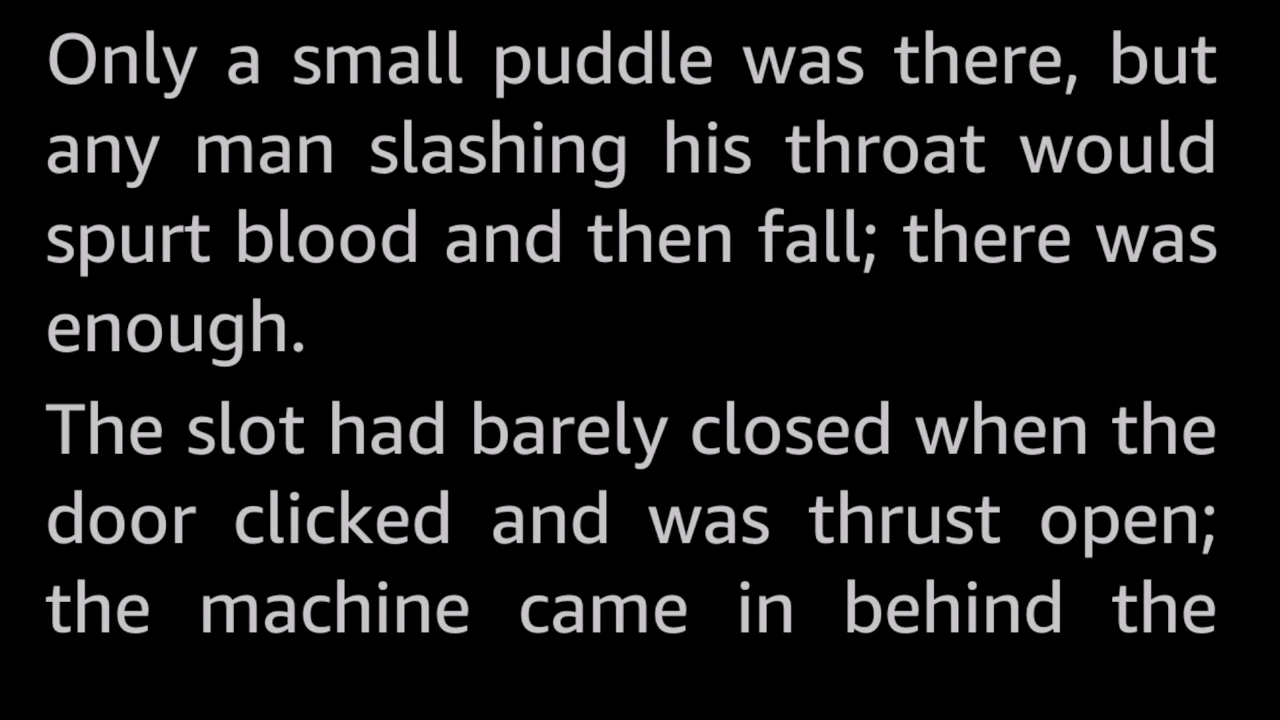 Only a small puddle was there, but
any man slashing his throat would
spurt blood and then fall; there was
enough.
The slot had barely closed when the
door clicked and was thrust open;
the machine came in behind the